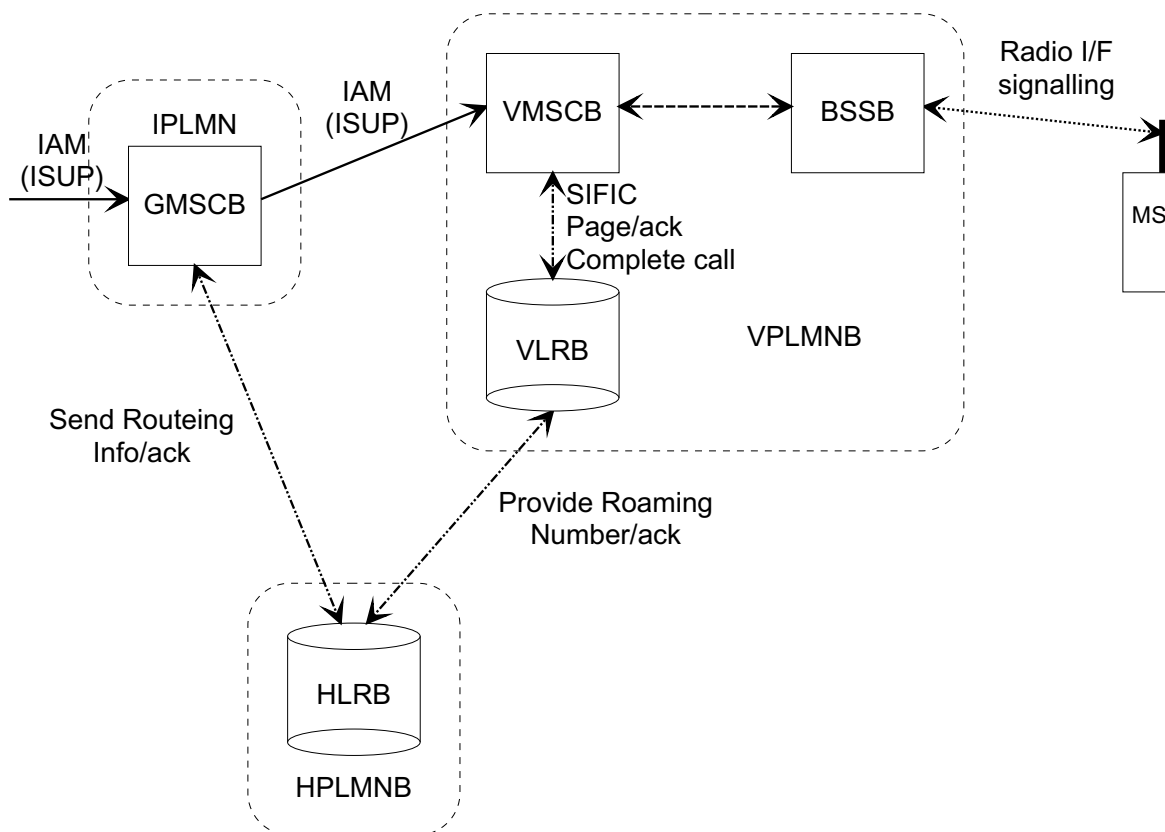 Radio I/F
signalling
IAM
(ISUP)
IPLMN
VMSCB
BSSB
IAM
(ISUP)
GMSCB
MS
SIFIC
Page/ack
Complete call
VLRB
VPLMNB
Send Routeing
Info/ack
Provide Roaming
Number/ack
HLRB
HPLMNB